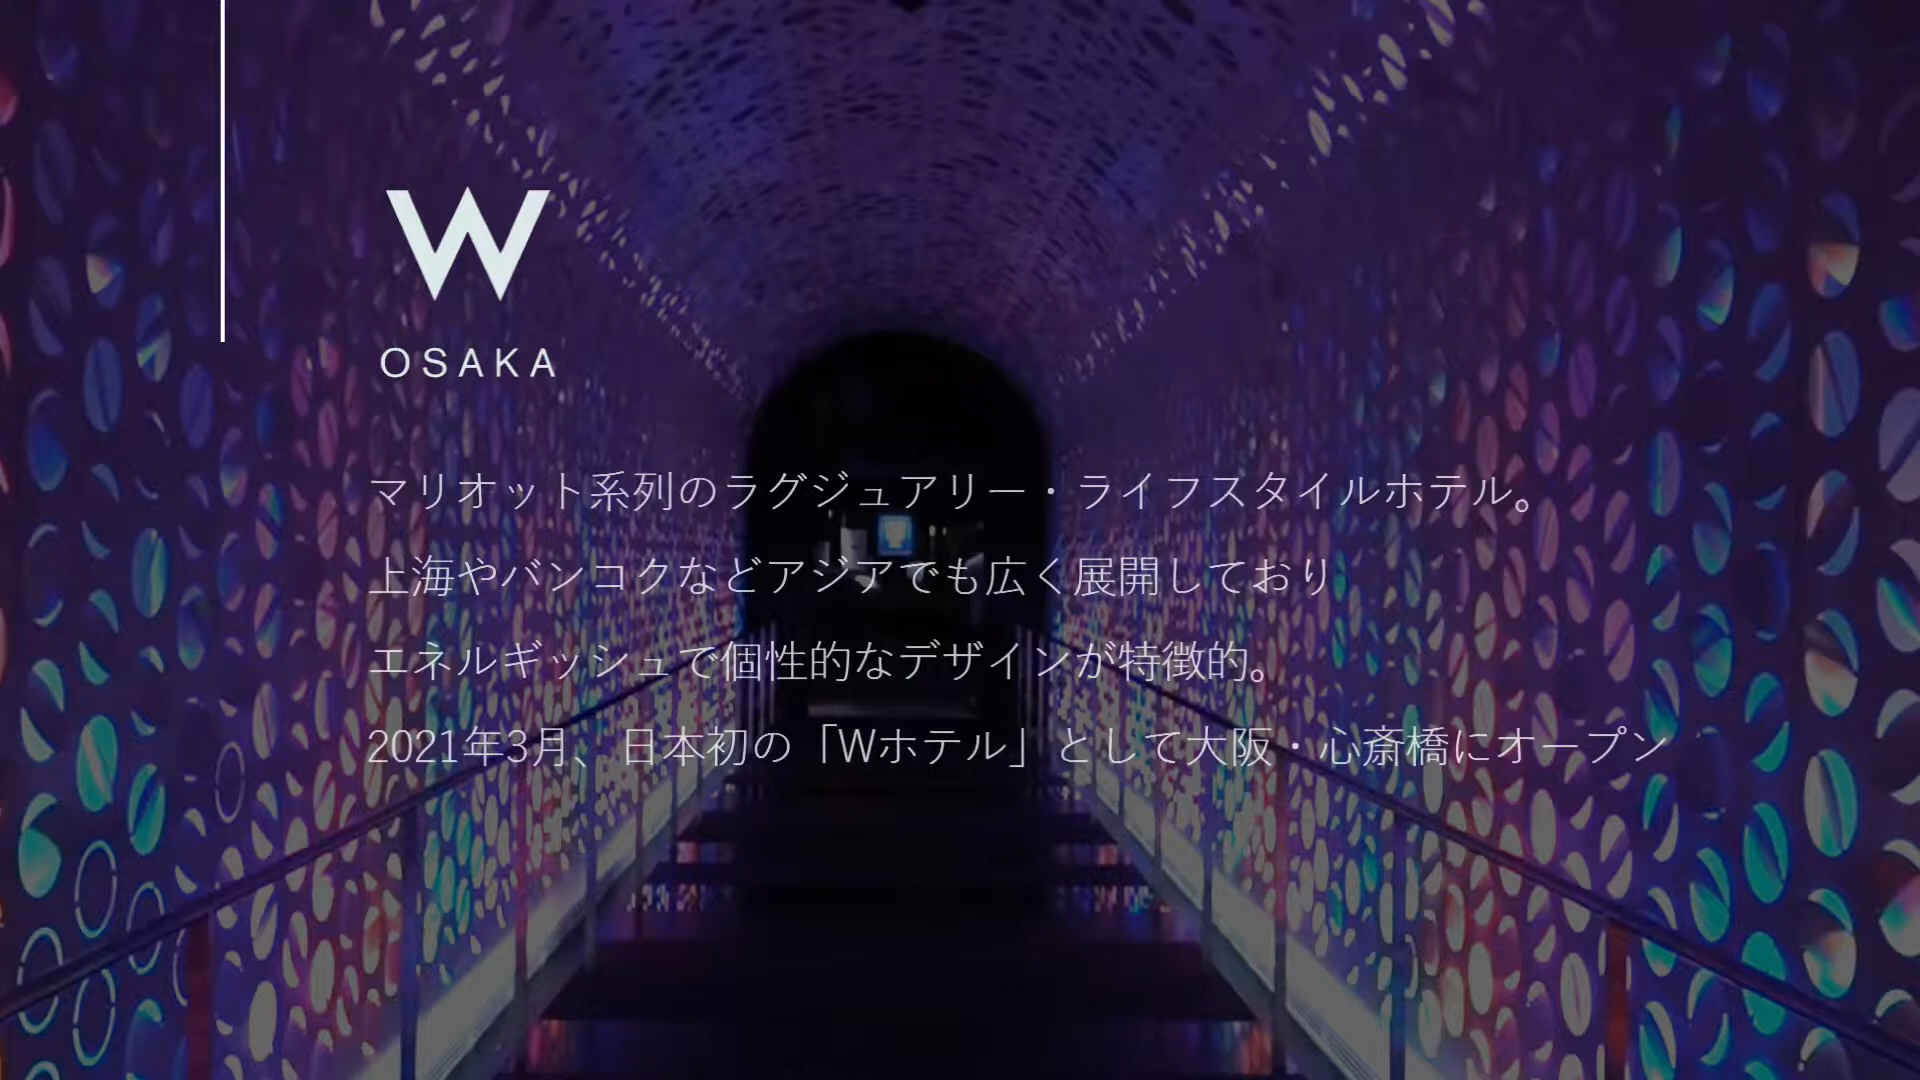 W
OSAKA
マリオット系列のラグジュアリー・ライフスタイルホテル。
上海やバンコクなどアジアでも広く展開しており
エネルギッシュで個性的なデザインが特徴的。
2021年3月、日本初の「Wホテル」として大阪・心斎橋にオープン